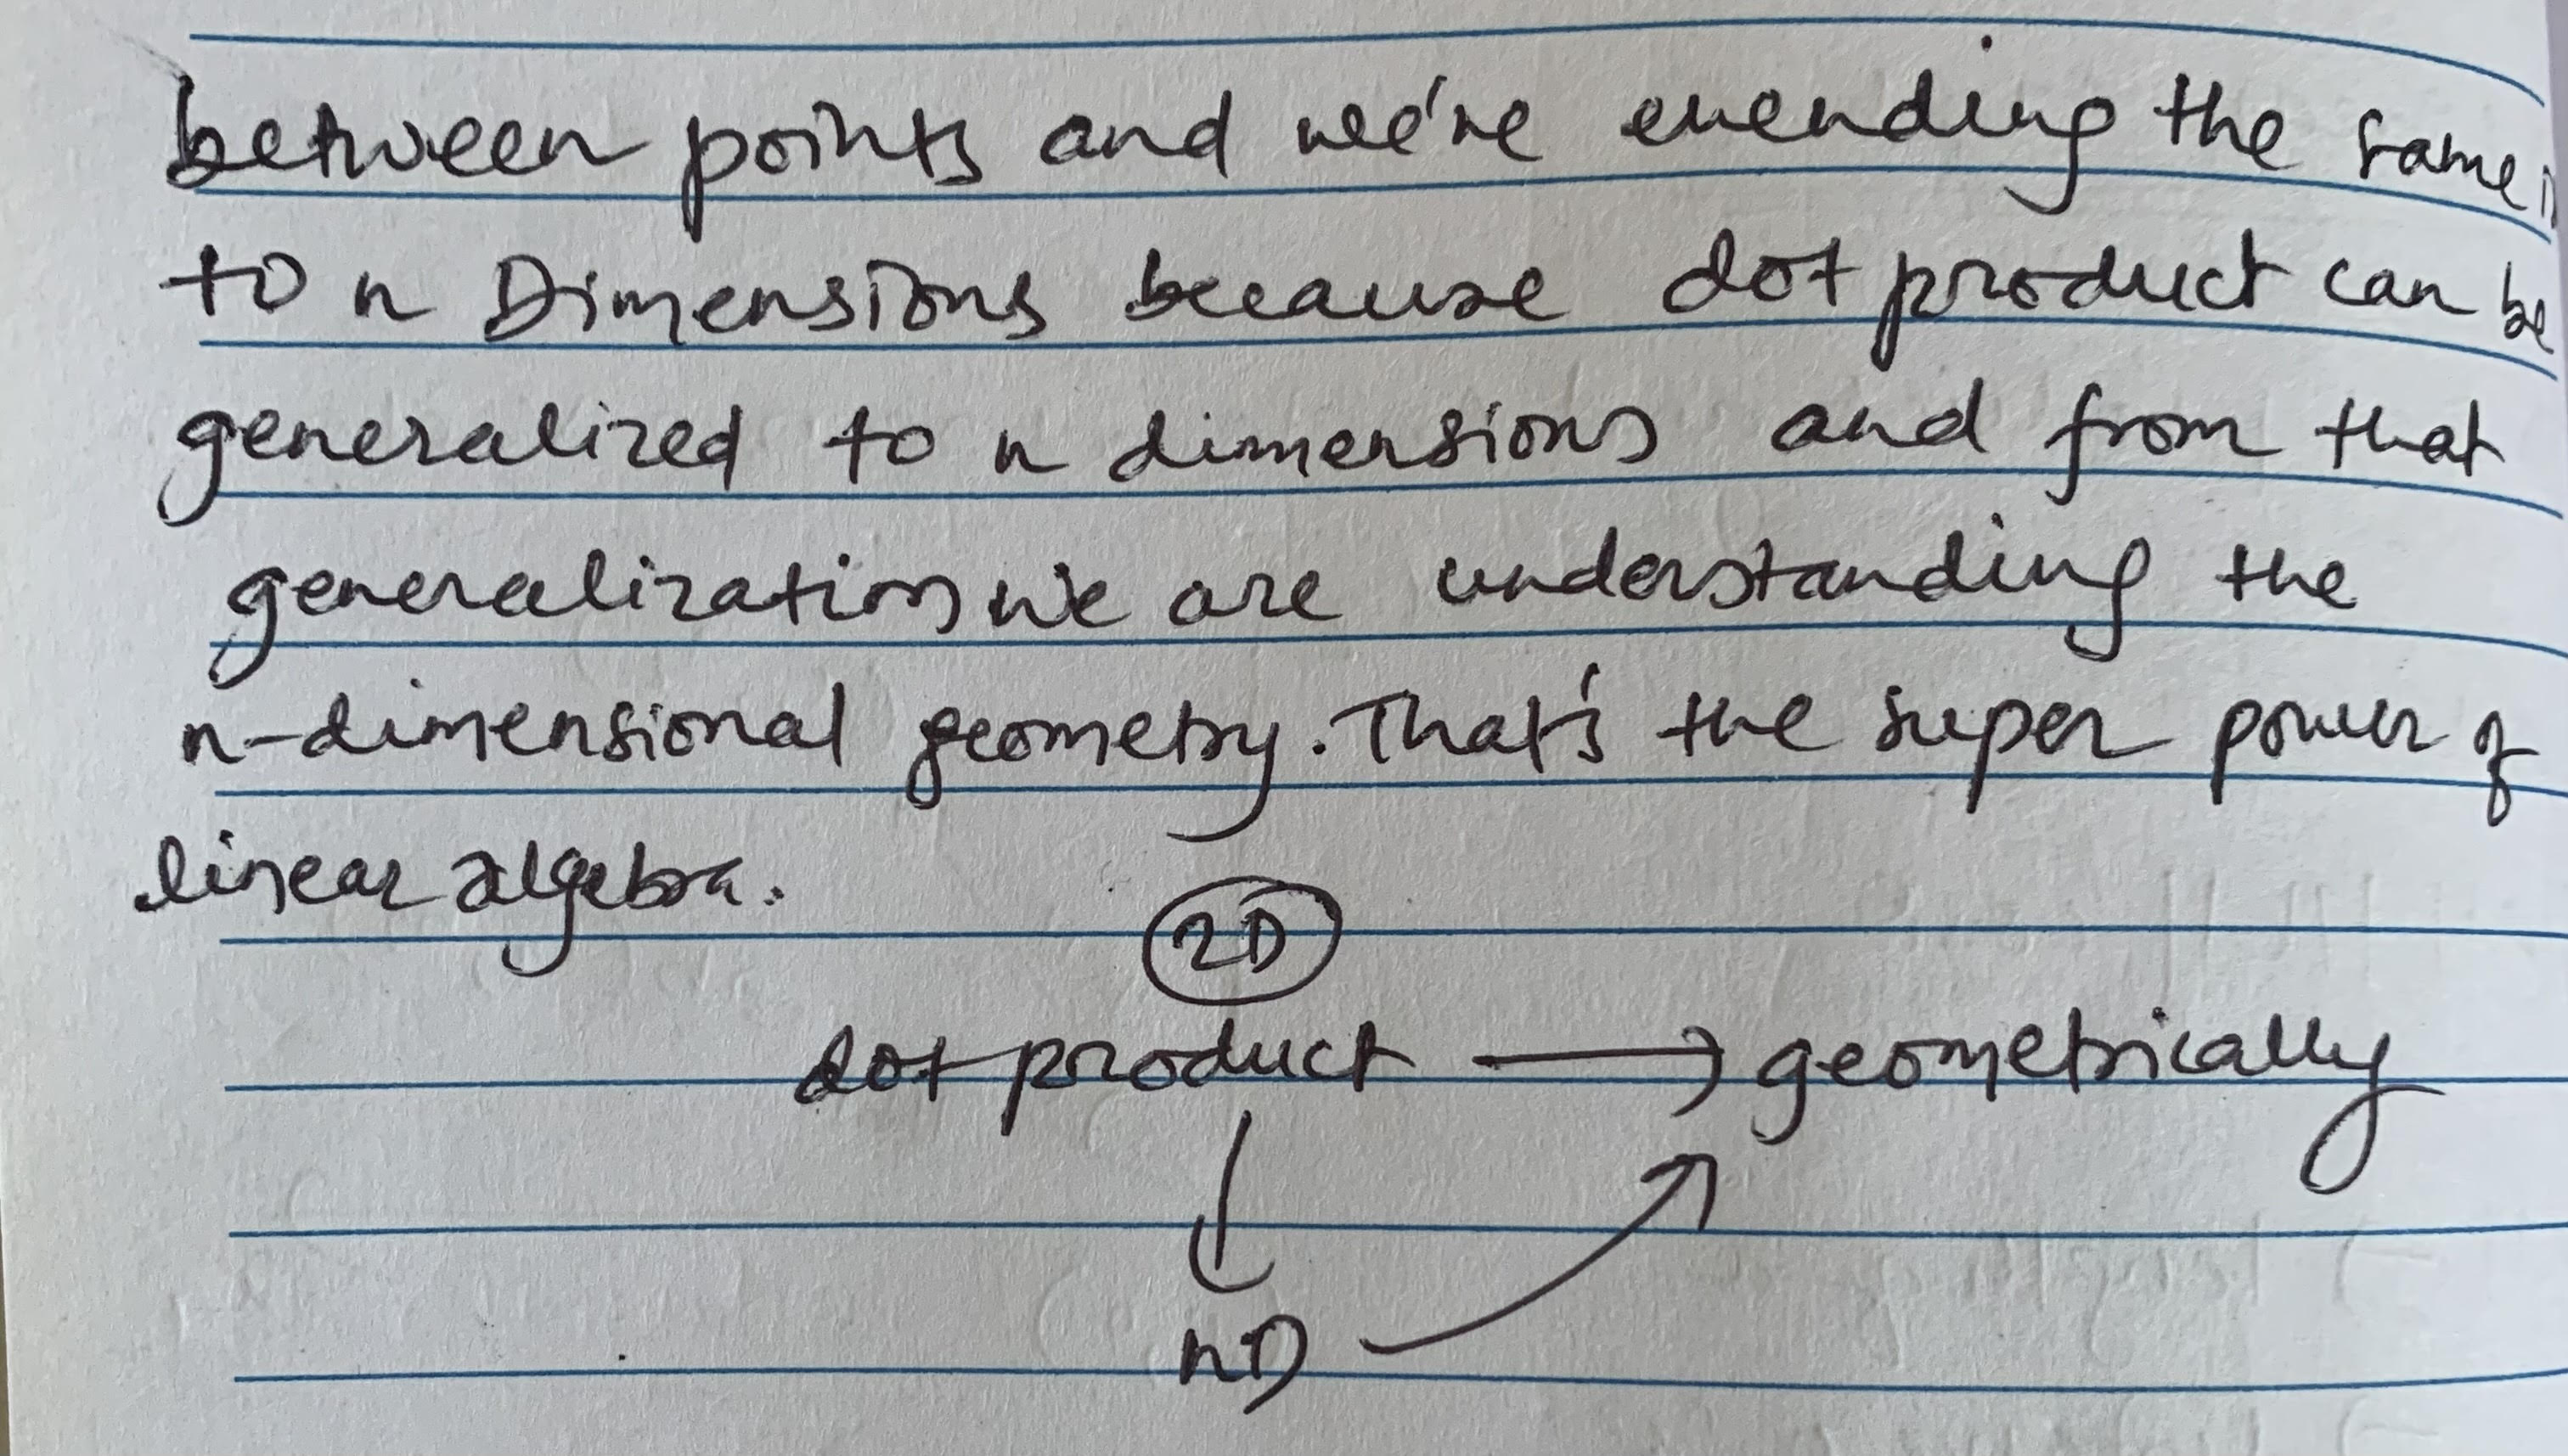 between points and we're exending the same
to n Dimensions because dot product can be
generalized to n dimensions and from that
generalization we are understanding the
n-dimensional geometry. That's the super power of
linear algebra.
2D
dot product → geometrically
nD